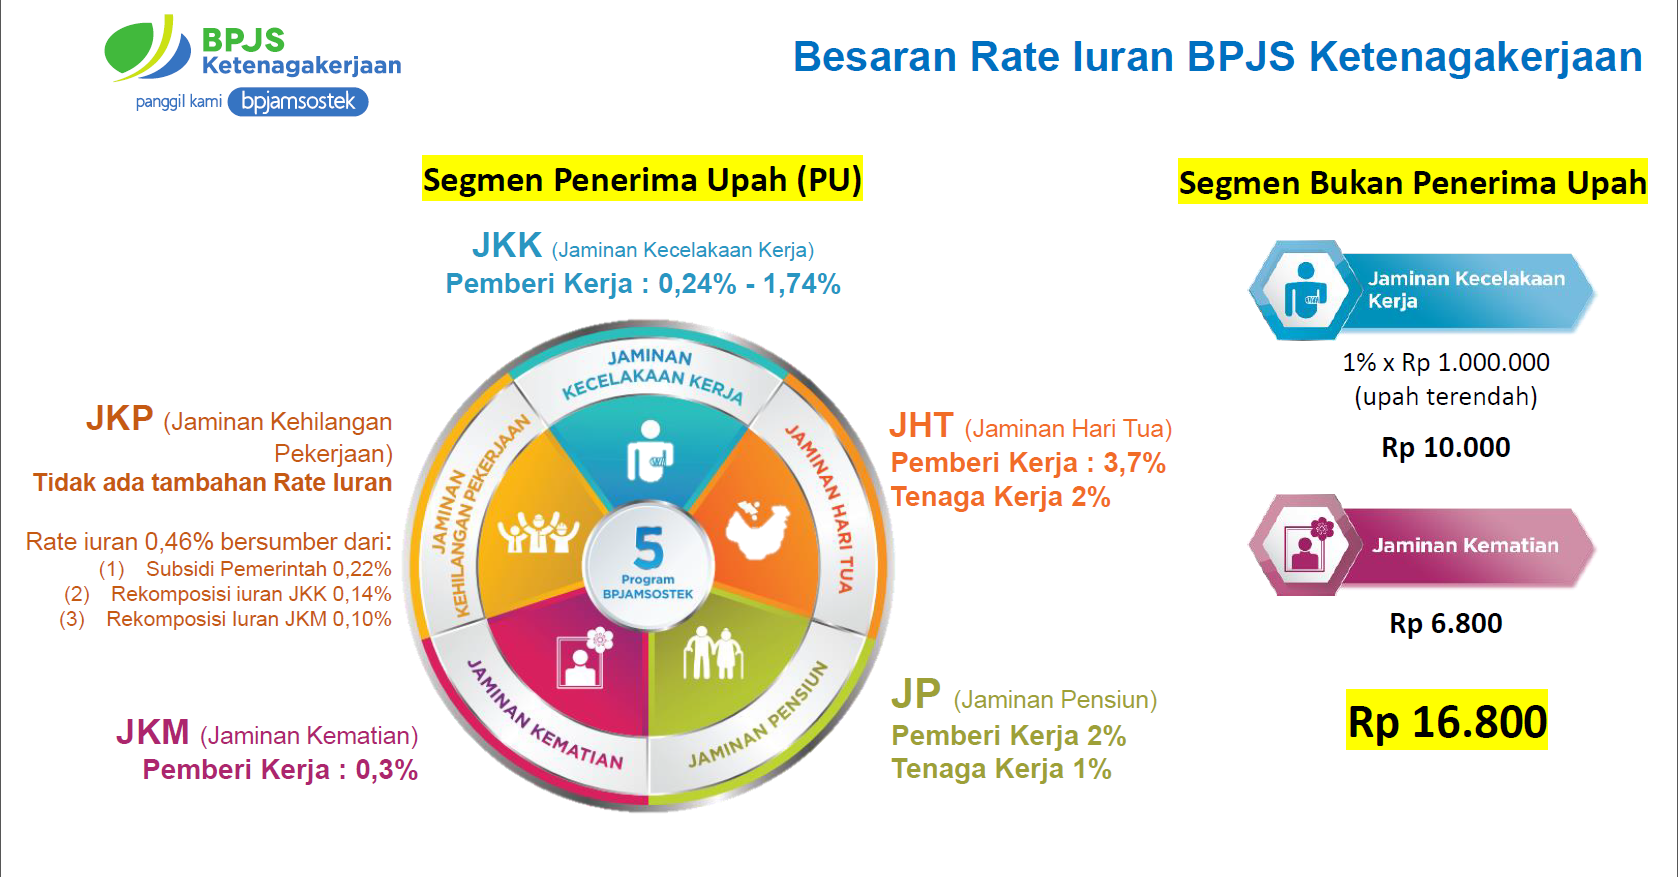 BPJS
Ketenagakerjaan
panggil kami bpjamsostek
Besaran Rate Iuran BPJS Ketenagakerjaan
Segmen Penerima Upah (PU)
JKK (Jaminan Kecelakaan Kerja)
Pemberi Kerja : 0,24% - 1,74%
JKP (Jaminan Kehilangan
Pekerjaan)
Tidak ada tambahan Rate Iuran
Rate iuran 0,46% bersumber dari:
(1) Subsidi Pemerintah 0,22%
(2) Rekomposisi iuran JKK 0,14%
(3) Rekomposisi Iuran JKM 0,10%
JKM (Jaminan Kematian)
Pemberi Kerja : 0,3%
JAMINAN
KECELAKAAN KERJA
JAMINAN
KEHILANGAN PEKERJAAN
JAMINAN HARI TUA
5
Program
BPJAMSOSTEK
JAMINAN KEMATIAN
JAMINAN PENSIUN
JHT (Jaminan Hari Tua)
Pemberi Kerja : 3,7%
Tenaga Kerja 2%
JP (Jaminan Pensiun)
Pemberi Kerja 2%
Tenaga Kerja 1%
Segmen Bukan Penerima Upah
Jaminan Kecelakaan
Kerja
1% x Rp 1.000.000
(upah terendah)
Rp 10.000
Jaminan Kematian
Rp 6.800
Rp 16.800